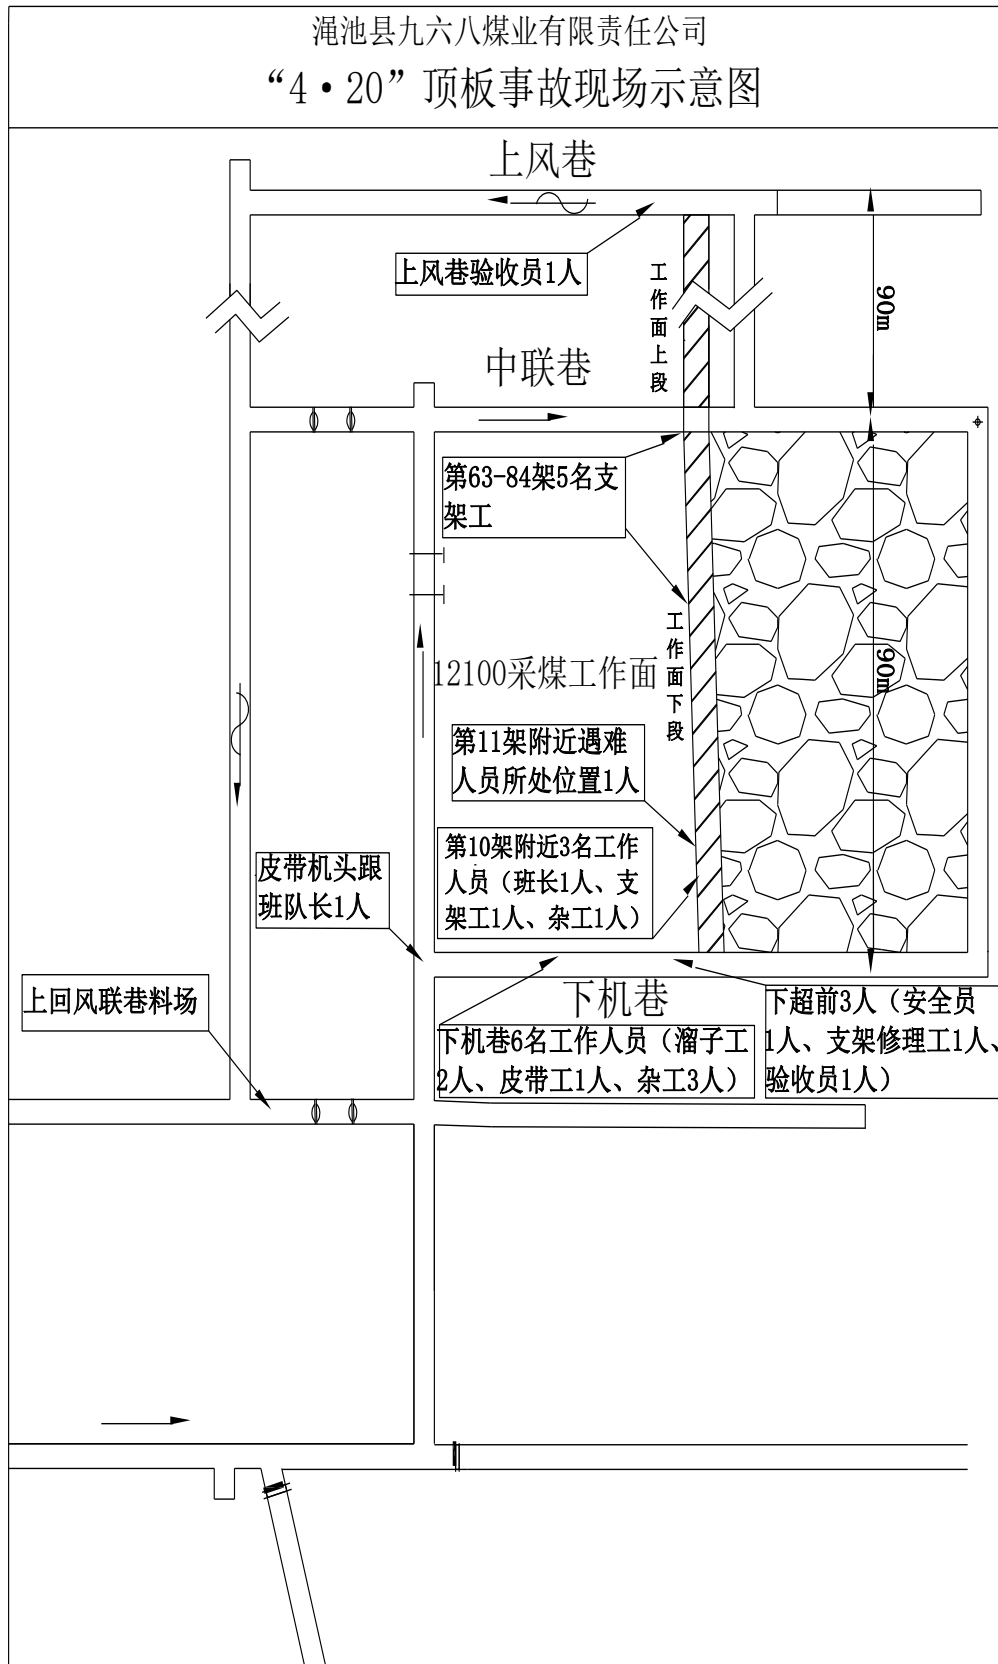 渑池县九六八煤业有限责任公司
“4·20”顶板事故现场示意图
上风巷
上风巷验收员1人
工作面上段
90m
中联巷
第63-84架5名支
架工
12100采煤工作面
工作面下段
90m
第11架附近遇难
人员所处位置1人
第10架附近3名工作
人员（班长1人、支
架工1人、杂工1人）
皮带机头跟
班队长1人
上回风联巷料场
下机巷
下机巷6名工作人员（溜子工
2人、皮带工1人、杂工3人）
下超前3人（安全员
1人、支架修理工1人、
验收员1人）